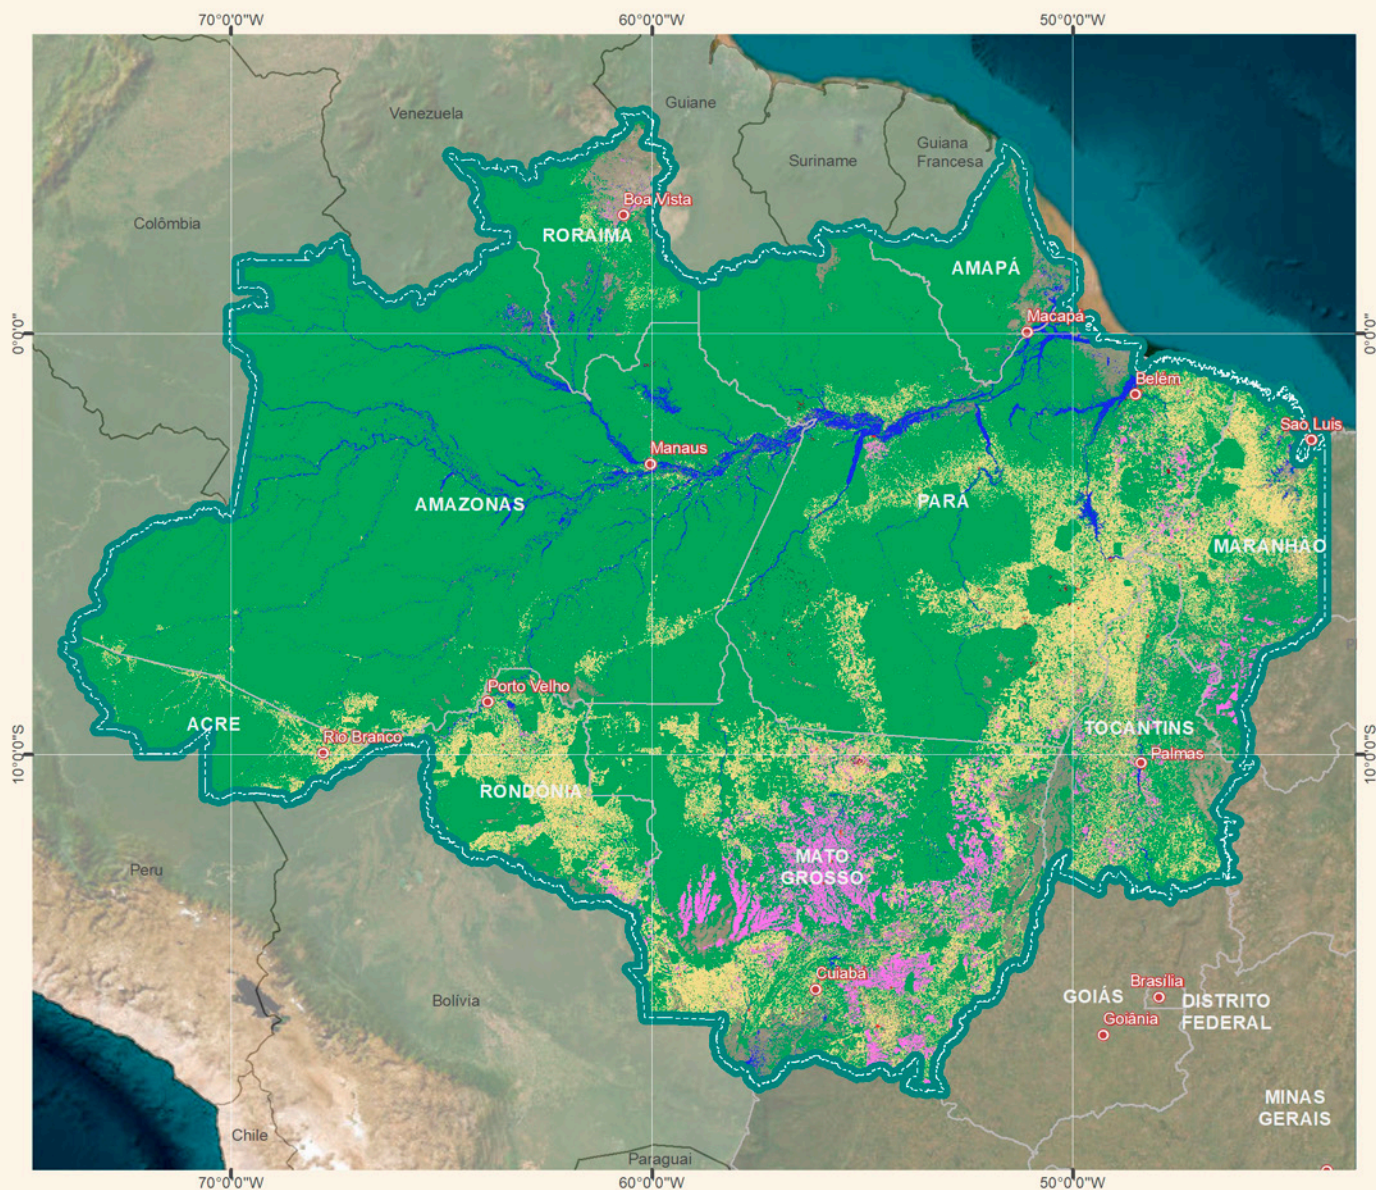 70°0'0"W
60°0'0"W
50°0'0"W
Venezuela
Guiane
Suriname
Guiana
Francesa
Colômbia
Boa Vista
RORAIMA
AMAPÁ
0°0'0"
Macapá
0°0'0"
Belém
São Luis
Manaus
AMAZONAS
PARÁ
MARANHÃO
Porto Velho
ACRE
Rio Branco
TOCANTINS
10°0'0"S
Palmas
10°0'0"S
RONDÔNIA
MATO
GROSSO
Peru
Cuiabá
Bolívia
Brasília
GOIÁS
DISTRITO
FEDERAL
Goiânia
MINAS
GERAIS
Chile
Paraguai
70°0'0"W
60°0'0"W
50°0'0"W